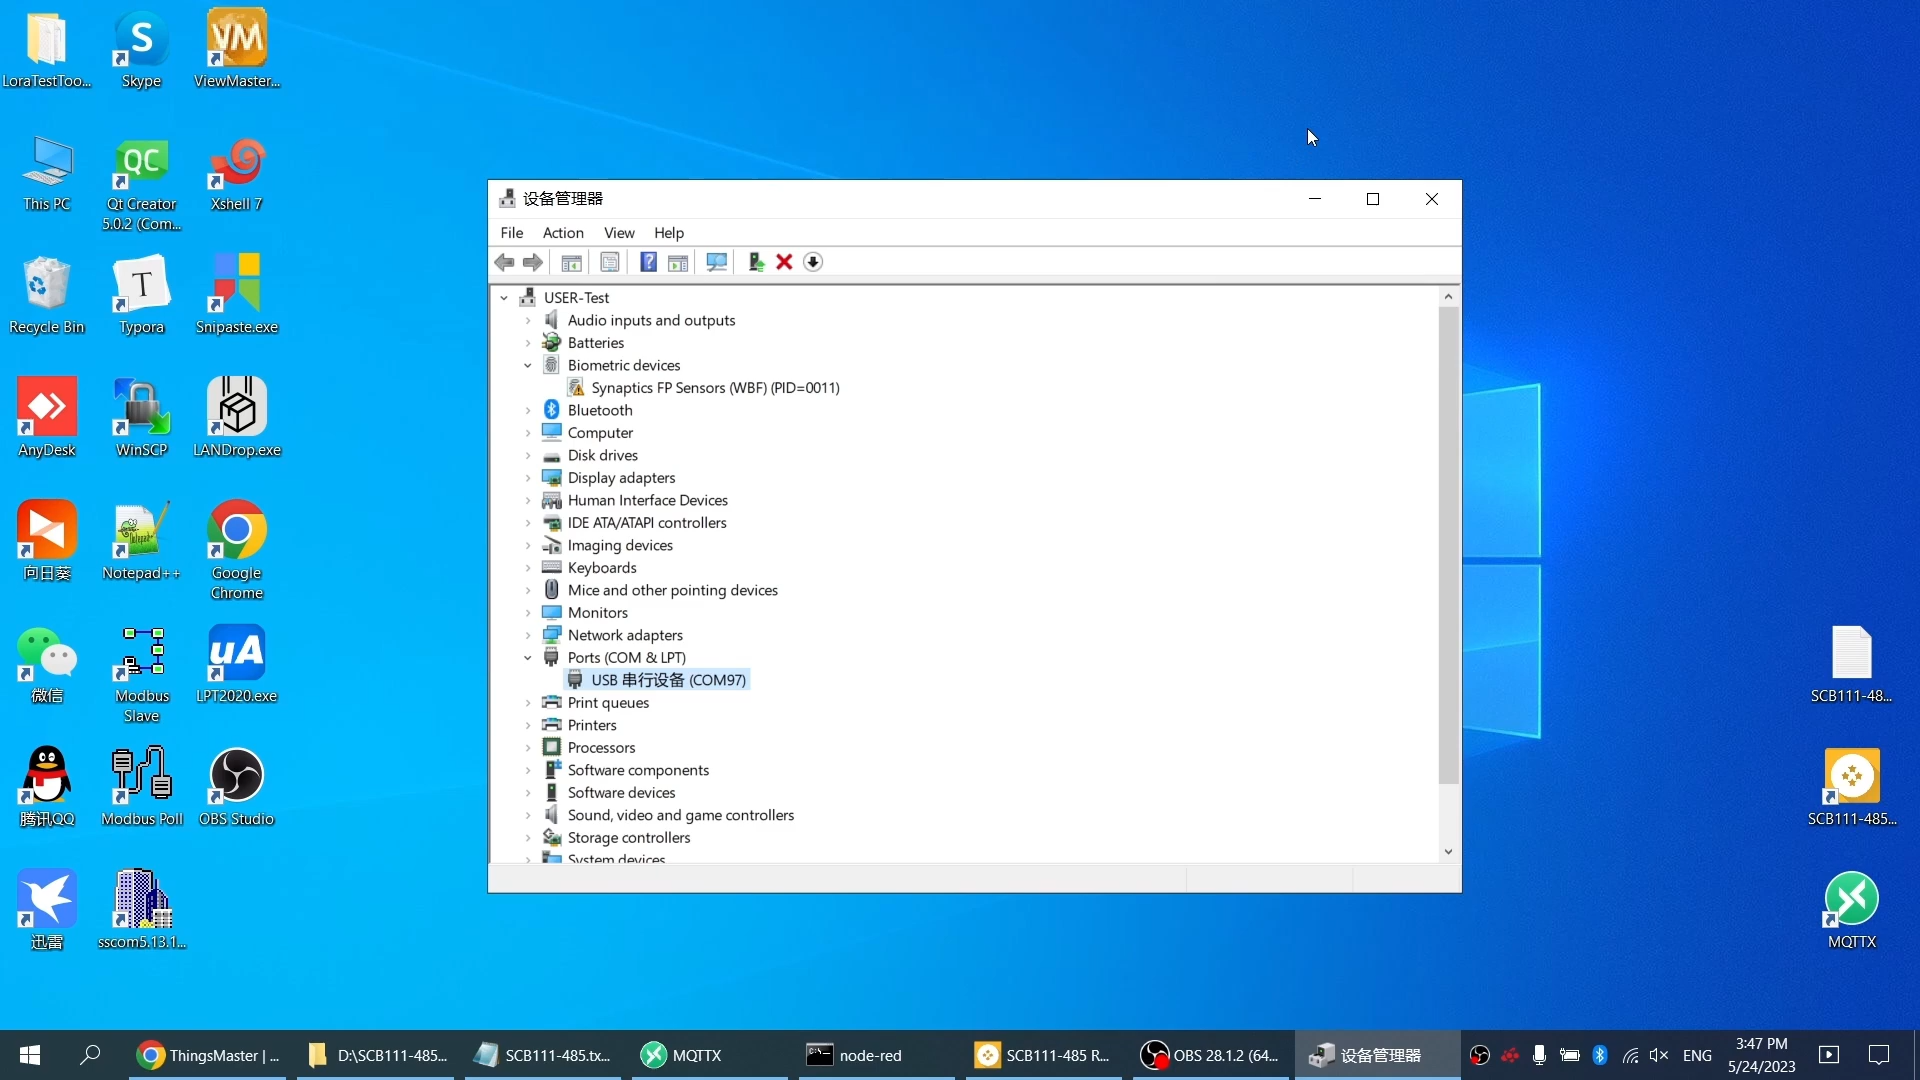 LoraTestToo...
Skype
ViewMaster...
This PC
QC
Qt Creator
5.0.2 (Com...
Xshell 7
Recycle Bin
Typora
Snipaste.exe
AnyDesk
WinSCP
LANDrop.exe
向日葵
Notepad++
Google
Chrome
微信
Modbus
Slave
uA
LPT2020.exe
腾讯QQ
Modbus Poll
OBS Studio
迅雷
sscom5.13.1...
设备管理器
File Action View Help
USER-Test
Audio inputs and outputs
Batteries
Biometric devices
Synaptics FP Sensors (WBF) (PID=0011)
Bluetooth
Computer
Disk drives
Display adapters
Human Interface Devices
IDE ATA/ATAPI controllers
Imaging devices
Keyboards
Mice and other pointing devices
Monitors
Network adapters
Ports (COM & LPT)
USB 串行设备 (COM97)
Print queues
Printers
Processors
Software components
Software devices
Sound, video and game controllers
Storage controllers
System devices
SCB111-48...
SCB111-485...
MQTTX
ThingsMaster | ...
D:\SCB111-485...
SCB111-485.tx...
MQTTX
node-red
SCB111-485 R...
OBS 28.1.2 (64...
设备管理器
ENG
3:47 PM
5/24/2023